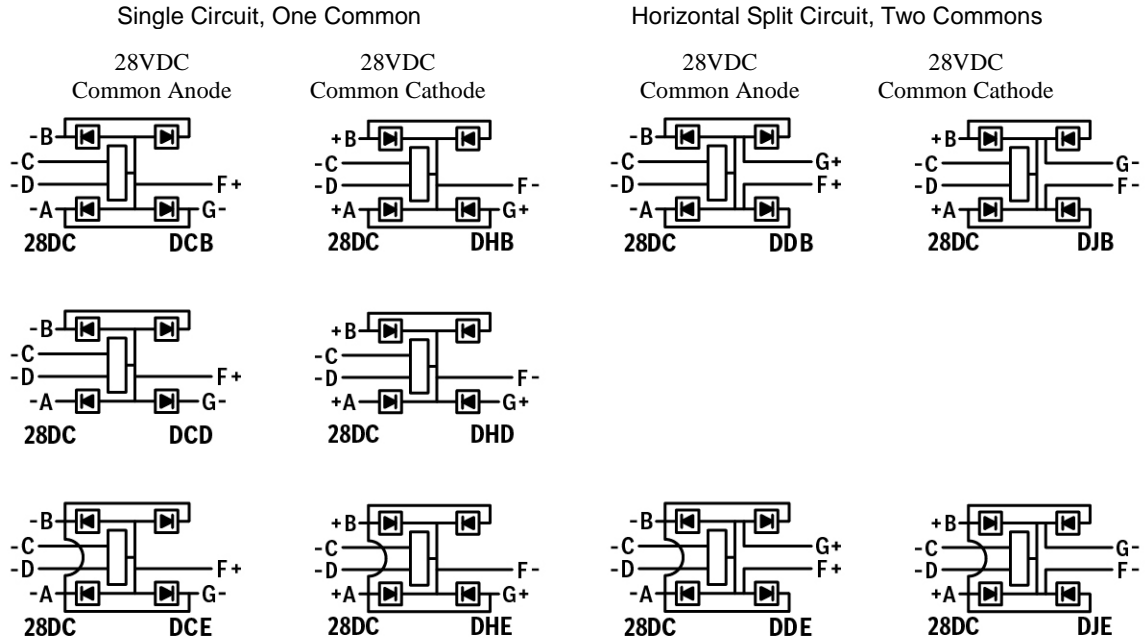 Single Circuit, One Common
Horizontal Split Circuit, Two Commons
28VDC
Common Anode
28VDC
Common Cathode
28VDC
Common Anode
28VDC
Common Cathode
-B
-C
-D
F+
-A
G-
28DC DCB
+B
-C
-D
F-
+A
G+
28DC DHB
-B
-C
G+
-D
F+
-A
28DC DDB
+B
-C
G-
-D
F-
+A
28DC DJB
-B
-C
-D
F+
-A
G-
28DC DCD
+B
-C
-D
F-
+A
G+
28DC DHD
-B
-C
-D
F+
-A
G-
28DC DCE
+B
-C
-D
F-
+A
G+
28DC DHE
-B
-C
G+
-D
F+
-A
28DC DDE
+B
-C
G-
-D
F-
+A
28DC DJE